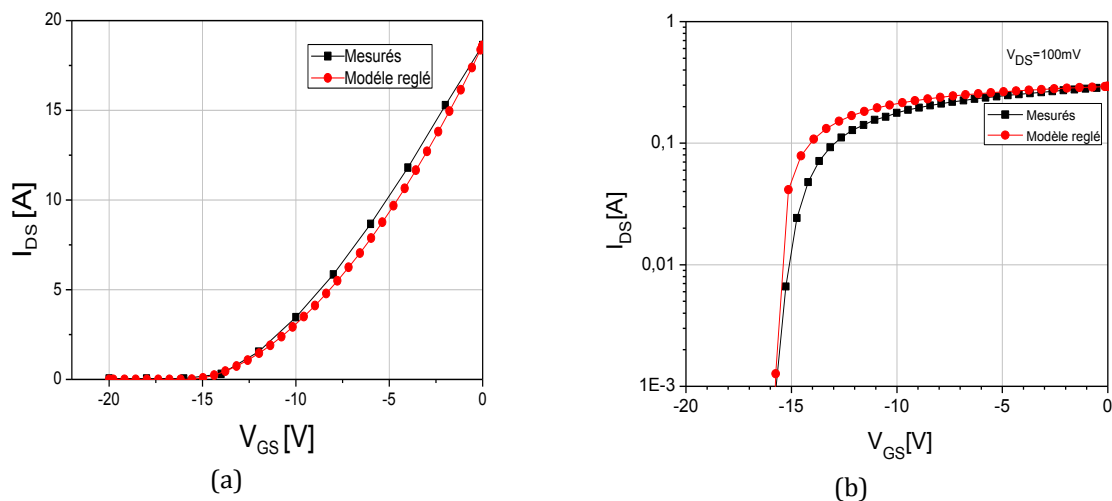 20
15
10
5
0
-20
-15
-10
-5
0
I_DS [A]
V_GS [V]
Mesurés
Modéle reglé
(a)
1
0.1
0,01
1E-3
-20
-15
-10
-5
0
I_DS [A]
V_GS [V]
V_DS=100mV
Mesurés
Modèle reglé
(b)